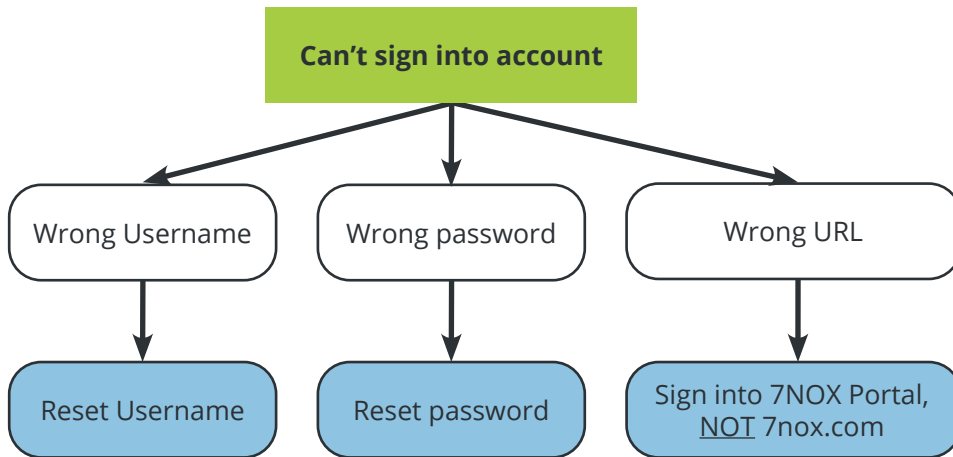 Can’t sign into account
Wrong Username
Wrong password
Wrong URL
Reset Username
Reset password
Sign into 7NOX Portal,
NOT 7nox.com